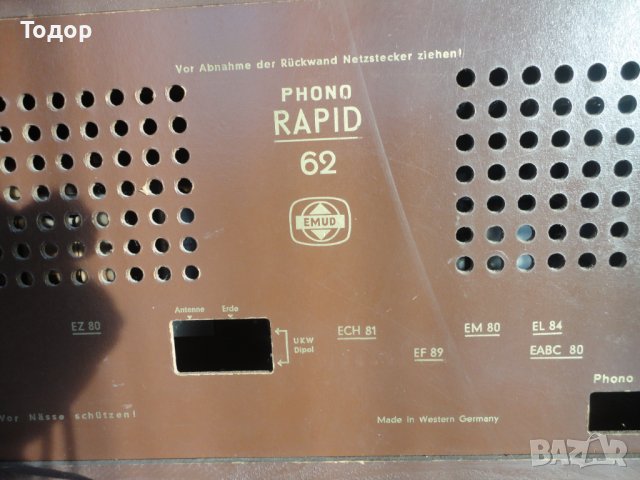 Тодор
Vor Abnahme der Rückwand Netzstecker ziehen!
PHONO
RAPID
62
EMUD
Antenne
Erde
UKW
Dipol
EZ 80
ECH 81
EF 89
EM 80
EL 84
EABC 80
Phono
Vor Nässe schützen!
Made in Western Germany
BAZAR